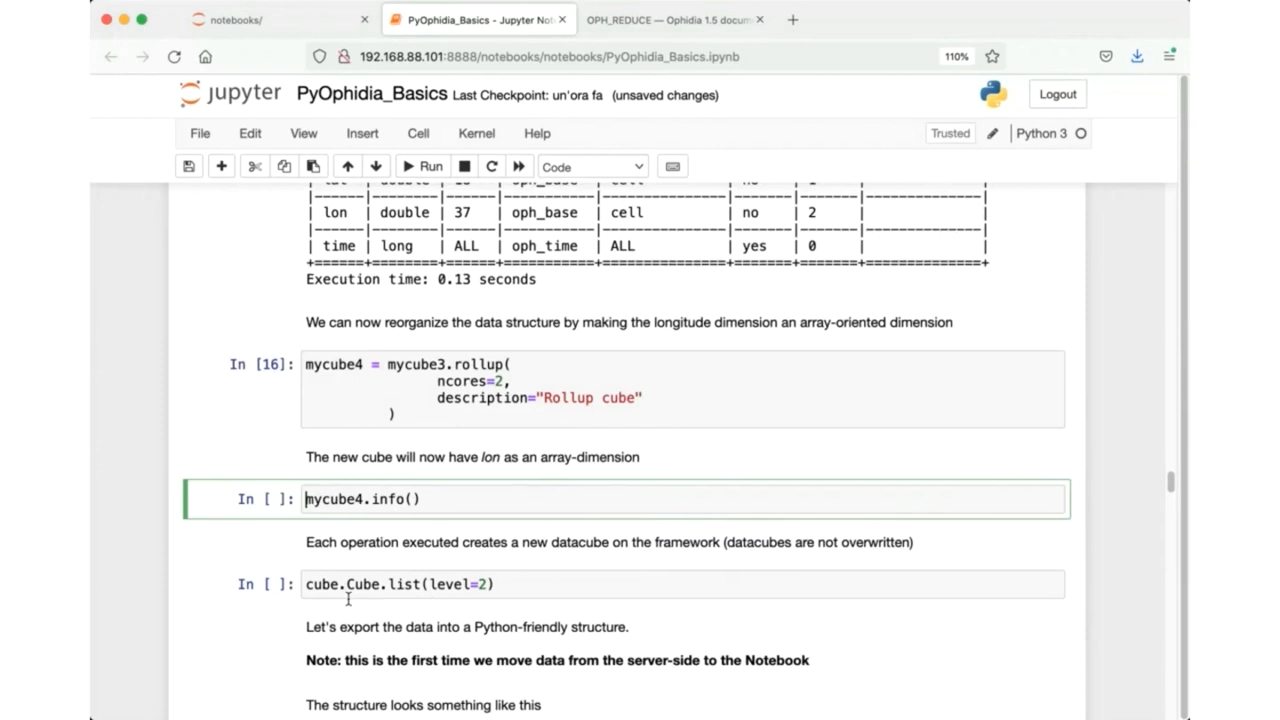 notebooks/
PyOphidia_Basics - Jupyter Not
OPH_REDUCE — Ophidia 1.5 docum
192.168.88.101:8888/notebooks/notebooks/PyOphidia_Basics.ipynb
110%
jupyter PyOphidia_Basics Last Checkpoint: un'ora fa (unsaved changes)
Logout
File Edit View Insert Cell Kernel Help
Trusted Python 3
Run Code
| lon | double | 37 | oph_base | cell | no | 2 | |
|------|--------|------|----------|---------------|-------|-------|--------------|
| time | long | ALL | oph_time | ALL | yes | 0 | |
+======+========+======+==========+===============+=======+=======+==============+
Execution time: 0.13 seconds
We can now reorganize the data structure by making the longitude dimension an array-oriented dimension
In [16]: mycube4 = mycube3.rollup(
ncores=2,
description="Rollup cube"
)
The new cube will now have lon as an array-dimension
In [ ]: mycube4.info()
Each operation executed creates a new datacube on the framework (datacubes are not overwritten)
In [ ]: cube.Cube.list(level=2)
Let's export the data into a Python-friendly structure.
Note: this is the first time we move data from the server-side to the Notebook
The structure looks something like this